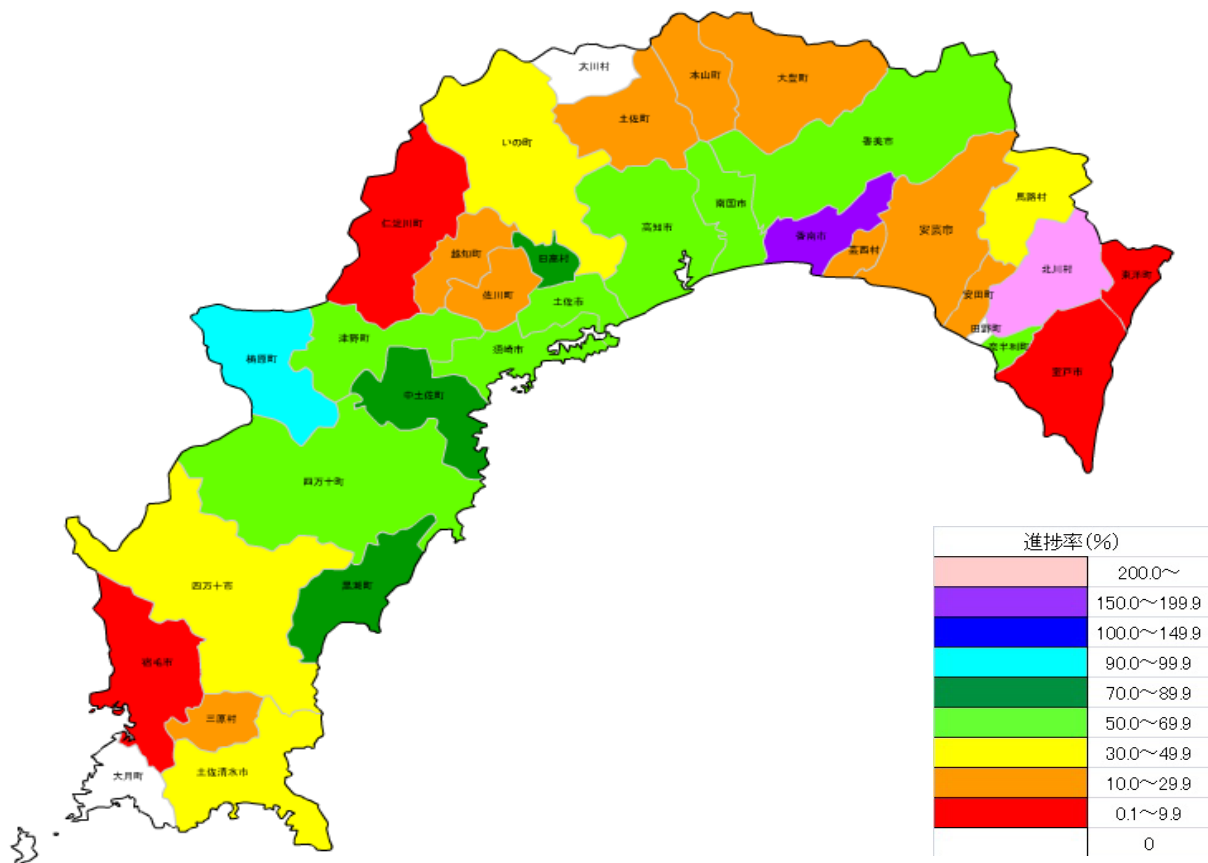 大川村
本山町
大豊町
土佐町
いの町
香美市
馬路村
南国市
高知市
仁淀川町
安芸市
香南市
芸西村
越知町
日高村
北川村
東洋町
佐川町
安田町
土佐市
田野町
津野町
奈半利町
須崎市
梼原町
室戸市
中土佐町
四万十町
四万十市
黒潮町
宿毛市
三原村
大月町
土佐清水市
進捗率(%)
200.0～
150.0～199.9
100.0～149.9
90.0～99.9
70.0～89.9
50.0～69.9
30.0～49.9
10.0～29.9
0.1～9.9
0